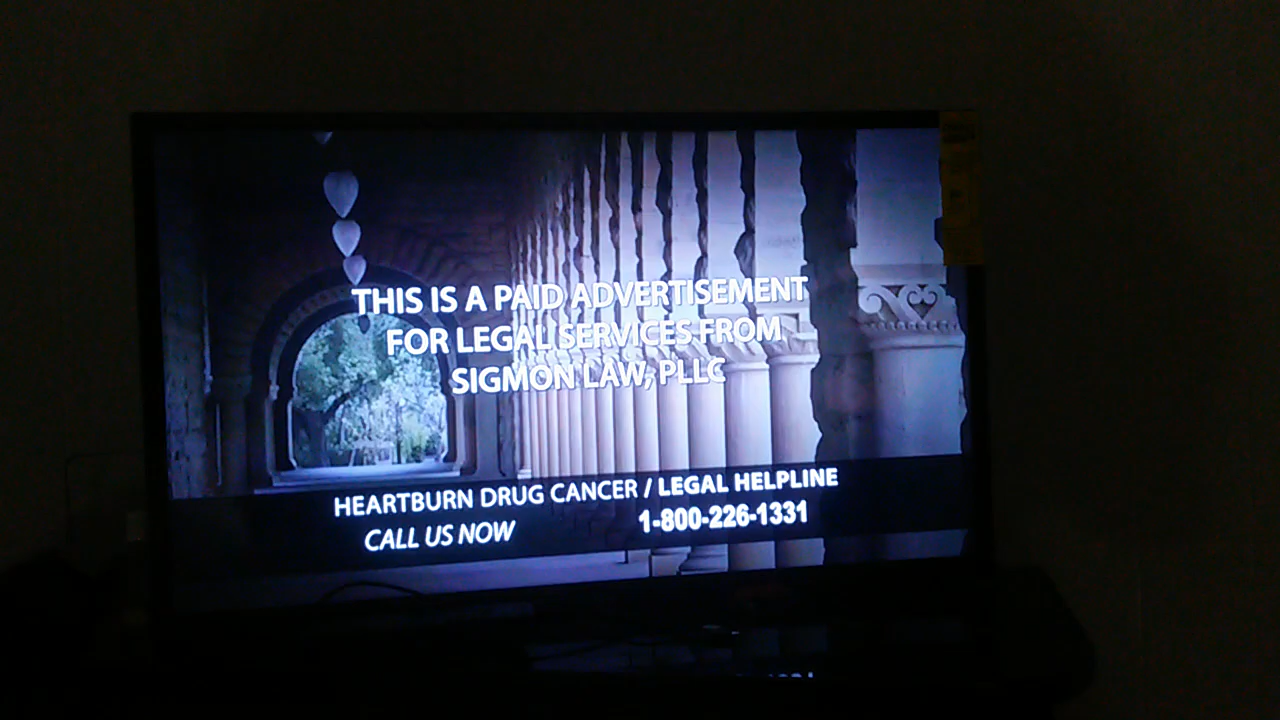 THIS IS A PAID ADVERTISEMENT
FOR LEGAL SERVICES FROM
SIGMON LAW, PLLC
HEARTBURN DRUG CANCER / LEGAL HELPLINE
CALL US NOW 1-800-226-1331